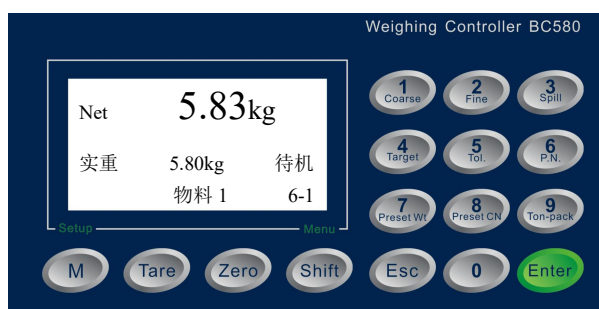 Weighing Controller BC580
Net 5.83kg
实重 5.80kg 待机
物料 1 6-1
Setup Menu
1 2 3
Coarse Fine Spill
4 5 6
Target Tol. P.N.
7 8 9
Preset Wt Preset CN Ton-pack
M Tare Zero Shift Esc 0 Enter